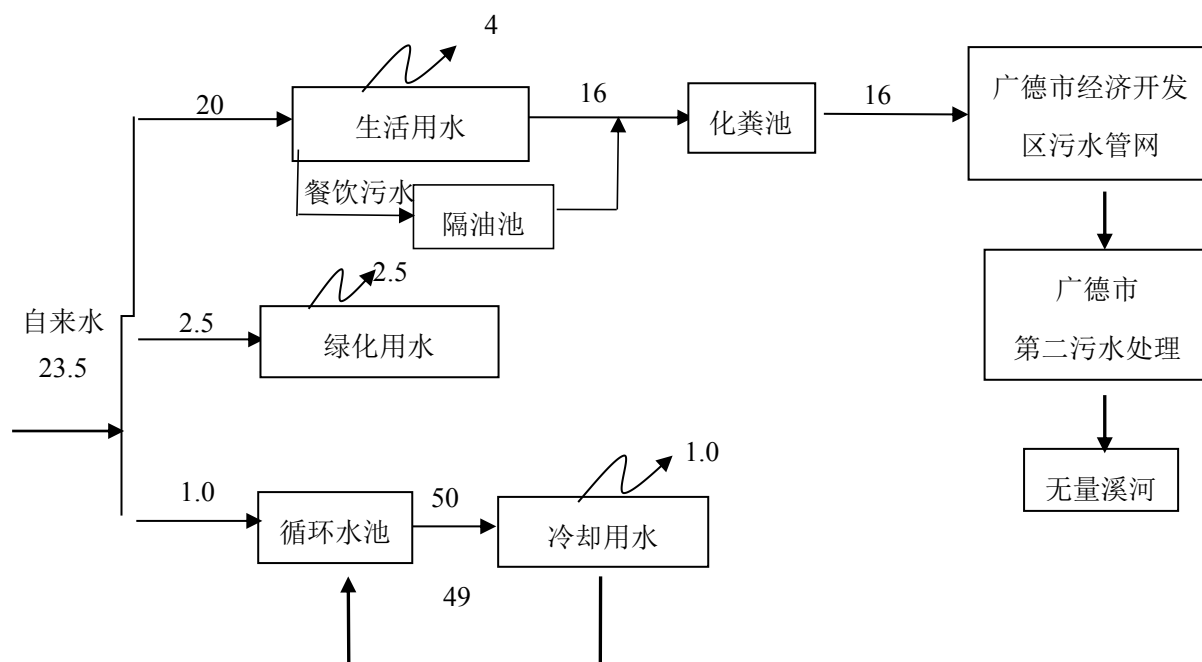 4
20
生活用水
16
化粪池
16
广德市经济开发
区污水管网
餐饮污水
隔油池
2.5
自来水
23.5
2.5
绿化用水
广德市
第二污水处理
1.0
1.0
循环水池
50
冷却用水
无量溪河
49